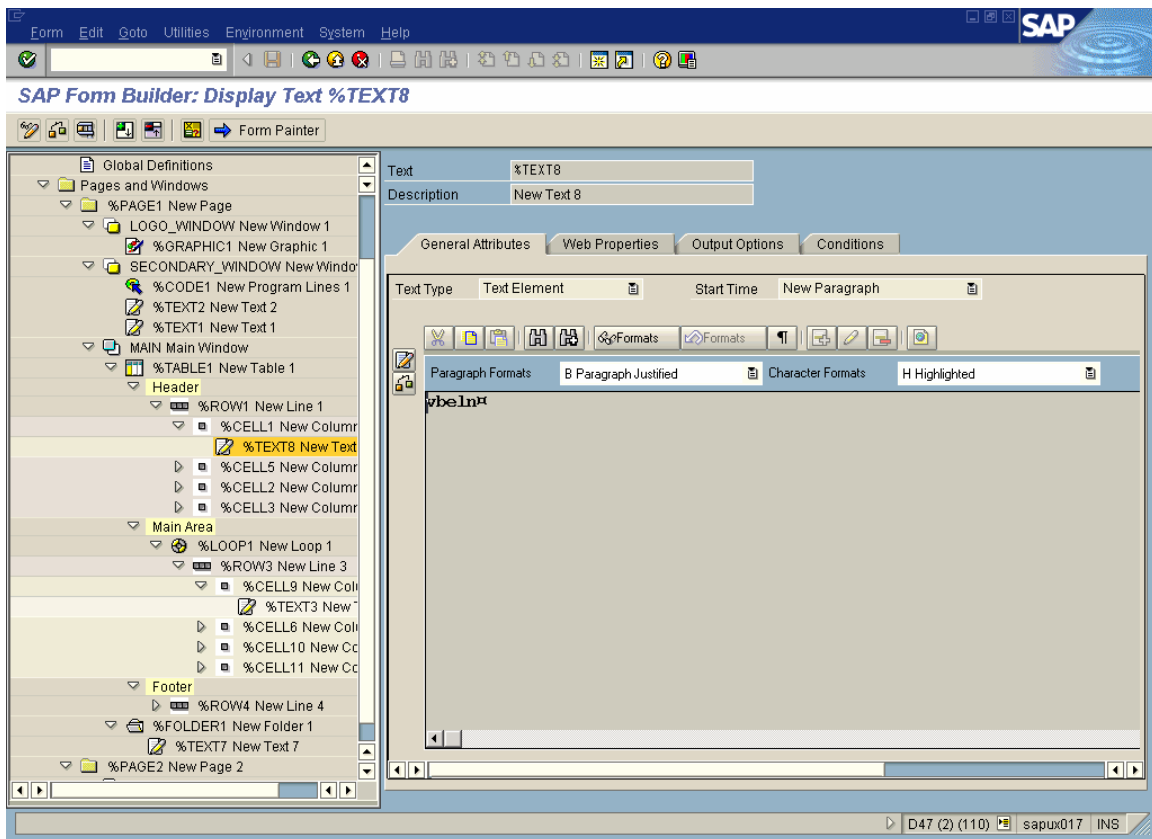 Form Edit Goto Utilities Environment System Help
SAP
SAP Form Builder: Display Text %TEXT8
Form Painter
Global Definitions
Pages and Windows
%PAGE1 New Page
LOGO_WINDOW New Window 1
%GRAPHIC1 New Graphic 1
SECONDARY_WINDOW New Windo
%CODE1 New Program Lines 1
%TEXT2 New Text 2
%TEXT1 New Text 1
MAIN Main Window
%TABLE1 New Table 1
Header
%ROW1 New Line 1
%CELL1 New Column
%TEXT8 New Text
%CELL5 New Column
%CELL2 New Column
%CELL3 New Column
Main Area
%LOOP1 New Loop 1
%ROW3 New Line 3
%CELL9 New Colu
%TEXT3 New T
%CELL6 New Colu
%CELL10 New Co
%CELL11 New Co
Footer
%ROW4 New Line 4
%FOLDER1 New Folder 1
%TEXT7 New Text 7
%PAGE2 New Page 2
Text %TEXT8
Description New Text 8
General Attributes Web Properties Output Options Conditions
Text Type Text Element Start Time New Paragraph
Formats Formats ¶
Paragraph Formats B Paragraph Justified Character Formats H Highlighted
vbeln¤
D47 (2) (110) sapux017 INS